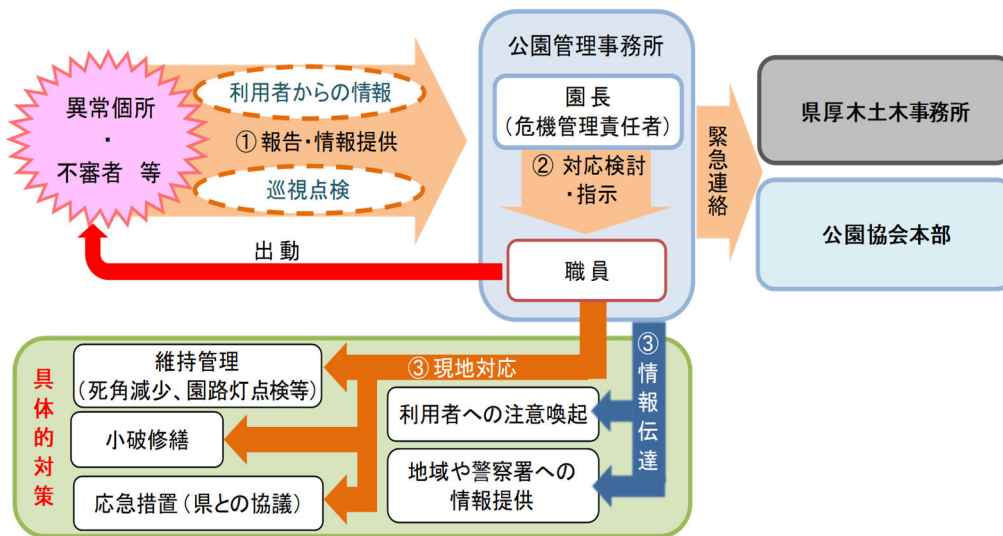 異常個所
・
不審者 等
利用者からの情報
① 報告・情報提供
巡視点検
出 動
公園管理事務所
園 長
(危機管理責任者)
② 対応検討
・指示
職 員
緊急連絡
県厚木土木事務所
公園協会本部
具体的対策
維持管理
(死角減少、園路灯点検等)
小破修繕
応急措置(県との協議)
③ 現地対応
③情報伝達
利用者への注意喚起
地域や警察署への
情報提供